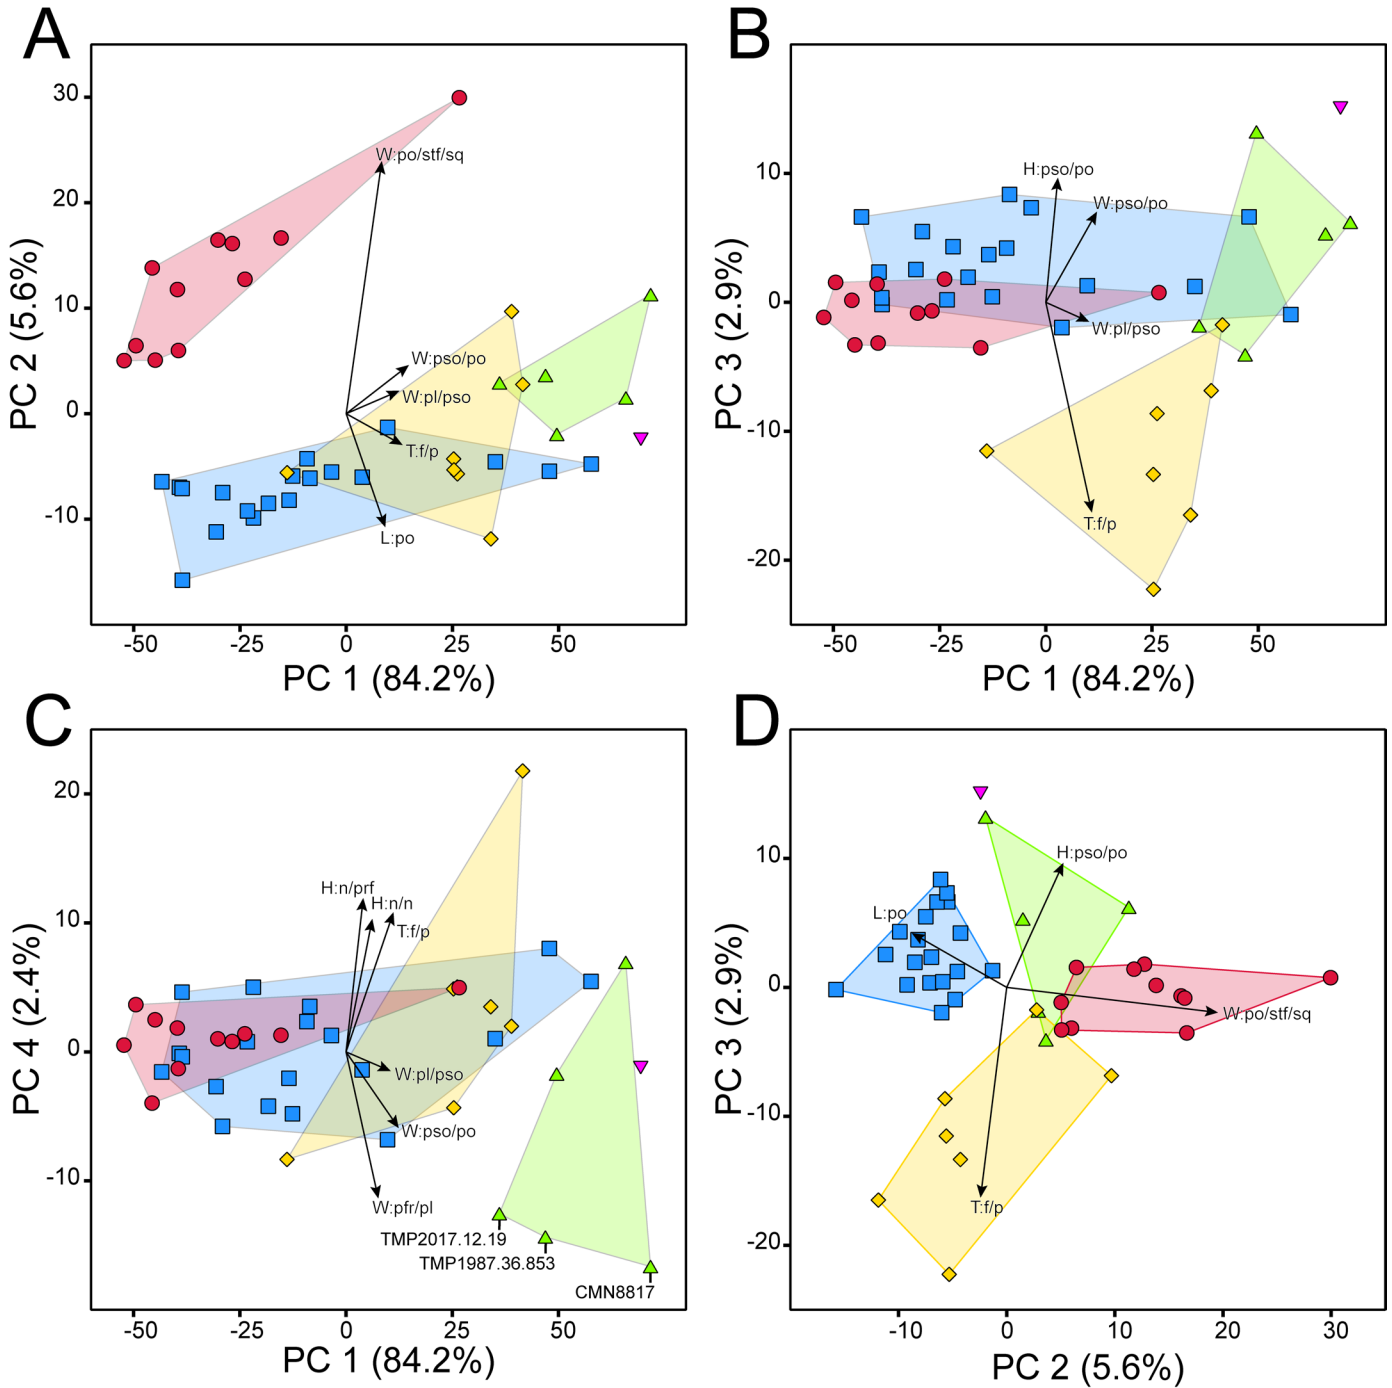 A
30
20
10
0
-10
PC 2 (5.6%)
W:po/stf/sq
W:pso/po
W:pl/pso
T:f/p
L:po
-50
-25
0
25
50
PC 1 (84.2%)
B
10
0
-10
-20
PC 3 (2.9%)
H:pso/po
W:pso/po
W:pl/pso
T:f/p
-50
-25
0
25
50
PC 1 (84.2%)
C
20
10
0
-10
PC 4 (2.4%)
H:n/prf
H:n/n
T:f/p
W:pl/pso
W:pso/po
W:pfr/pl
TMP2017.12.19
TMP1987.36.853
CMN8817
-50
-25
0
25
50
PC 1 (84.2%)
D
10
0
-10
-20
PC 3 (2.9%)
H:pso/po
L:po
W:po/stf/sq
T:f/p
-10
0
10
20
30
PC 2 (5.6%)